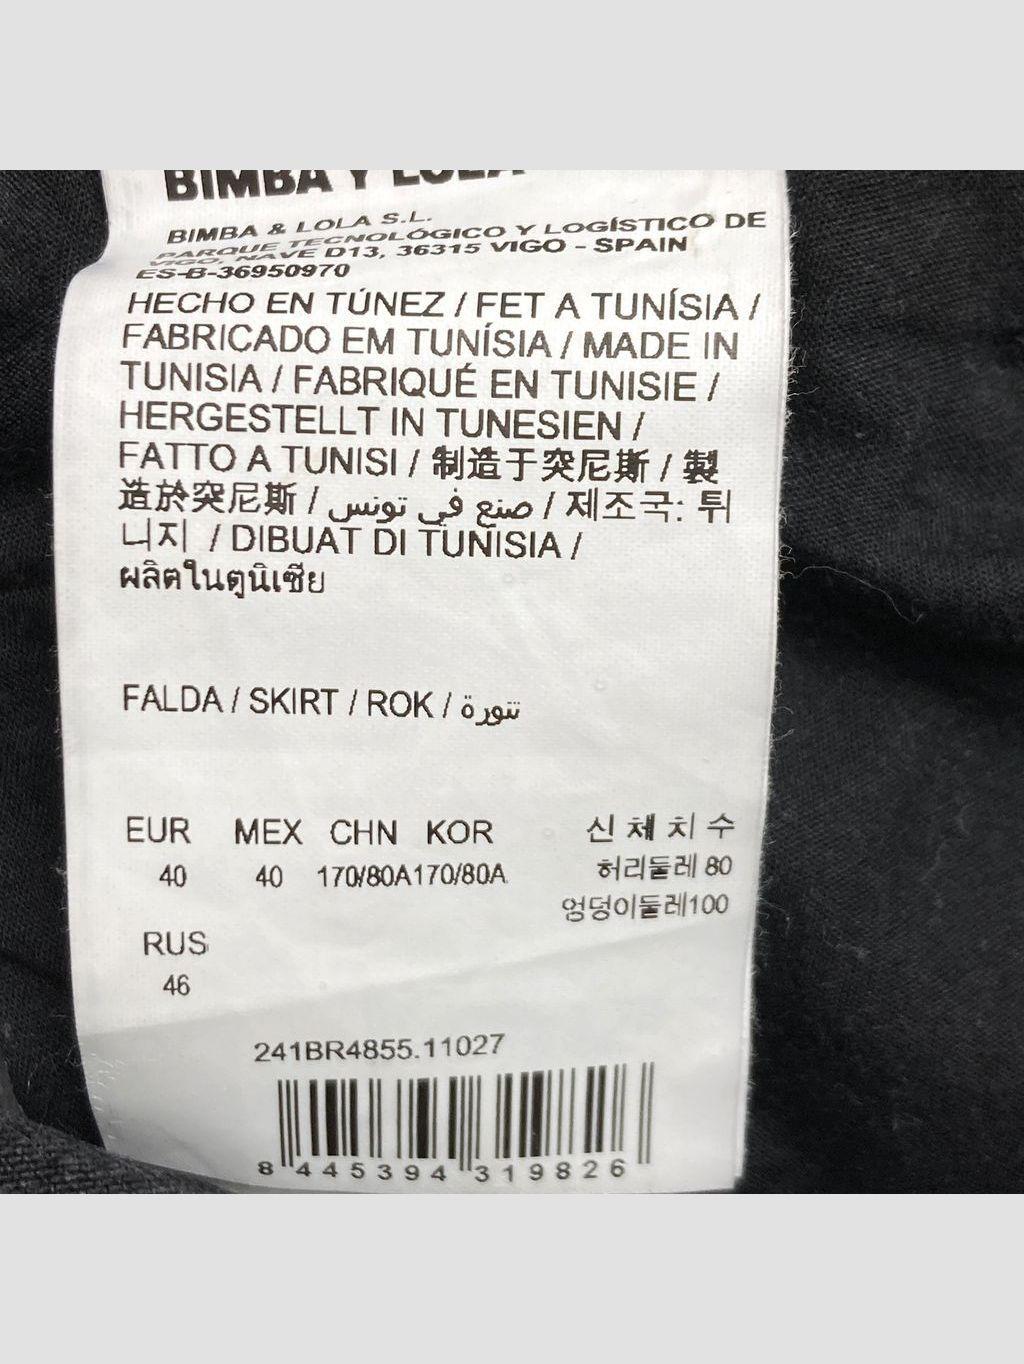 BIMBA Y LOLA
BIMBA & LOLA S.L.
PARQUE TECNOLÓGICO Y LOGÍSTICO DE
VIGO, NAVE D13, 36315 VIGO - SPAIN
ES-B-36950970
HECHO EN TÚNEZ / FET A TUNÍSIA /
FABRICADO EM TUNÍSIA / MADE IN
TUNISIA / FABRIQUÉ EN TUNISIE /
HERGESTELLT IN TUNESIEN /
FATTO A TUNISI / 制造于突尼斯 / 製
造於突尼斯 / صنع في تونس / 제조국: 튀
니지 / DIBUAT DI TUNISIA /
ผลิตในตูนิเซีย
FALDA / SKIRT / ROK / تنورة
EUR MEX CHN KOR 신체치수
40 40 170/80A 170/80A 허리둘레 80
엉덩이둘레100
RUS
46
241BR4855.11027
8 445394 319826